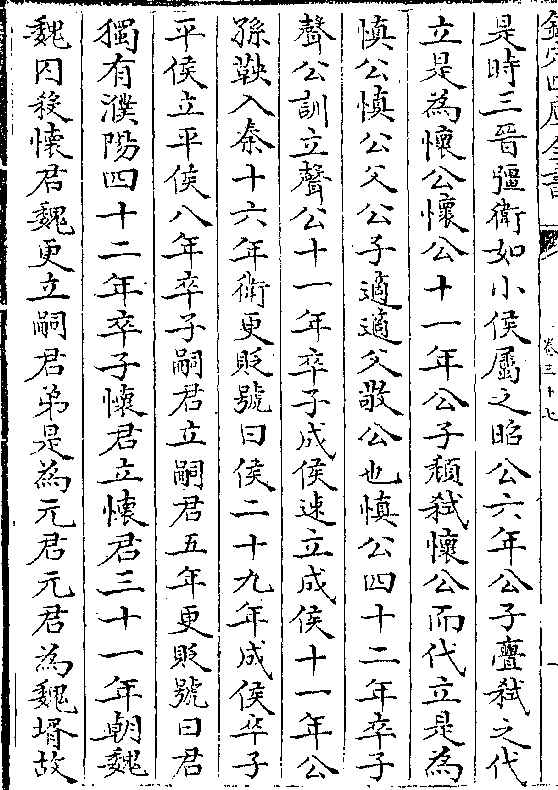 欽定四庫全書
卷三十七
是時三晉彊衛如小侯屬之昭公六年公子亹弑之代
立是為懷公懷公十一年公子頹弑懷公而代立是為
慎公慎公父公子適適父敬公也慎公四十二年卒子
聲公訓立聲公十一年卒子成侯速立成侯十一年公
孫鞅入秦十六年衛更貶號曰侯二十九年成侯卒子
平侯立平侯八年卒子嗣君立嗣君五年更貶號曰君
獨有濮陽四十二年卒子懷君立懷君三十一年朝魏
魏囚殺懷君魏更立嗣君弟是為元君元君為魏壻故